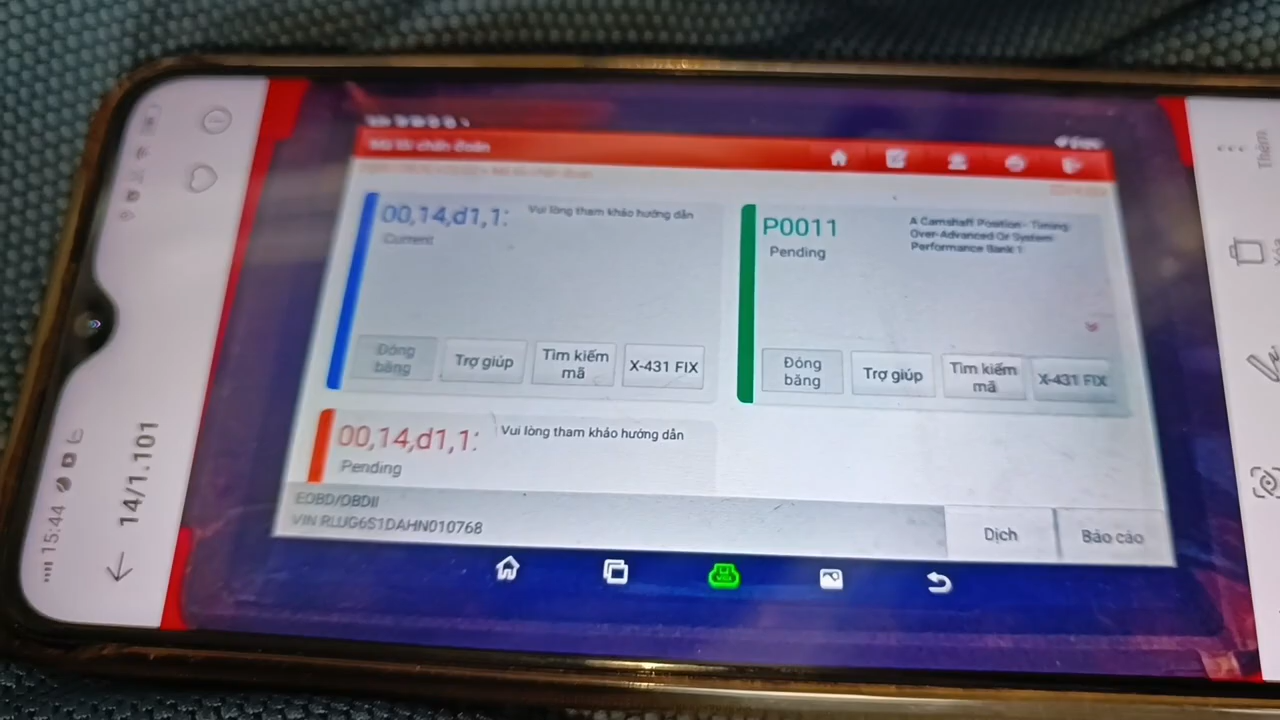 15:44
14/1.101
Thêm
Mã lỗi chẩn đoán
00,14,d1,1:
Current
Vui lòng tham khảo hướng dẫn
Đóng băng
Trợ giúp
Tìm kiếm mã
X-431 FIX
P0011
Pending
A Camshaft Position - Timing
Over-Advanced Or System
Performance Bank 1
Đóng băng
Trợ giúp
Tìm kiếm mã
X-431 FIX
00,14,d1,1:
Pending
Vui lòng tham khảo hướng dẫn
EOBD/OBDII
VIN RLUG6S1DAHN010768
Dịch
Báo cáo